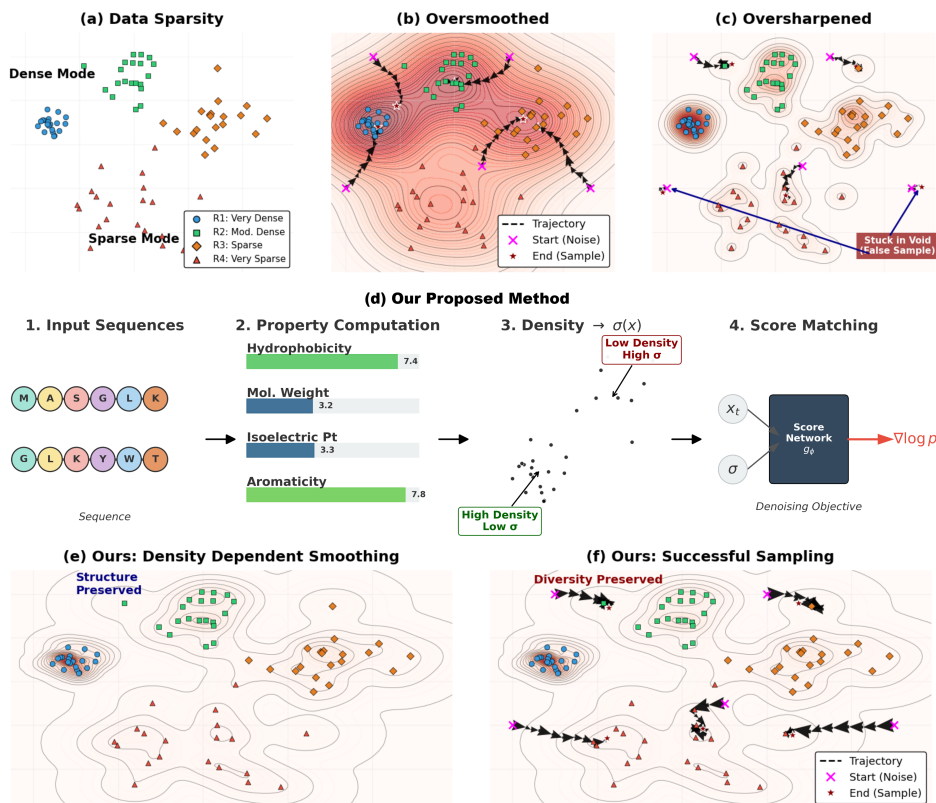 (a) Data Sparsity
(b) Oversmoothed
(c) Oversharpened
Dense Mode
Sparse Mode
R1: Very Dense
R2: Mod. Dense
R3: Sparse
R4: Very Sparse
Trajectory
Start (Noise)
End (Sample)
Stuck in Void
(False Sample)
(d) Our Proposed Method
1. Input Sequences
2. Property Computation
3. Density → σ(x)
4. Score Matching
M A S G L K
G L K Y W T
Sequence
Hydrophobicity
7.4
Mol. Weight
3.2
Isoelectric Pt
3.3
Aromaticity
7.8
Low Density
High σ
High Density
Low σ
x_t
σ
Score
Network
g_ϕ
∇log p
Denoising Objective
(e) Ours: Density Dependent Smoothing
(f) Ours: Successful Sampling
Structure
Preserved
Diversity Preserved
Trajectory
Start (Noise)
End (Sample)